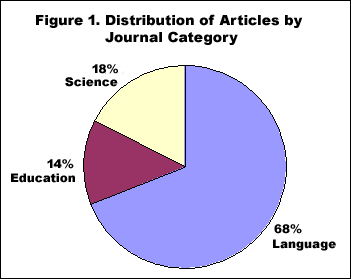 Figure 1. Distribution of Articles by
Journal Category
18%
Science
14%
Education
68%
Language